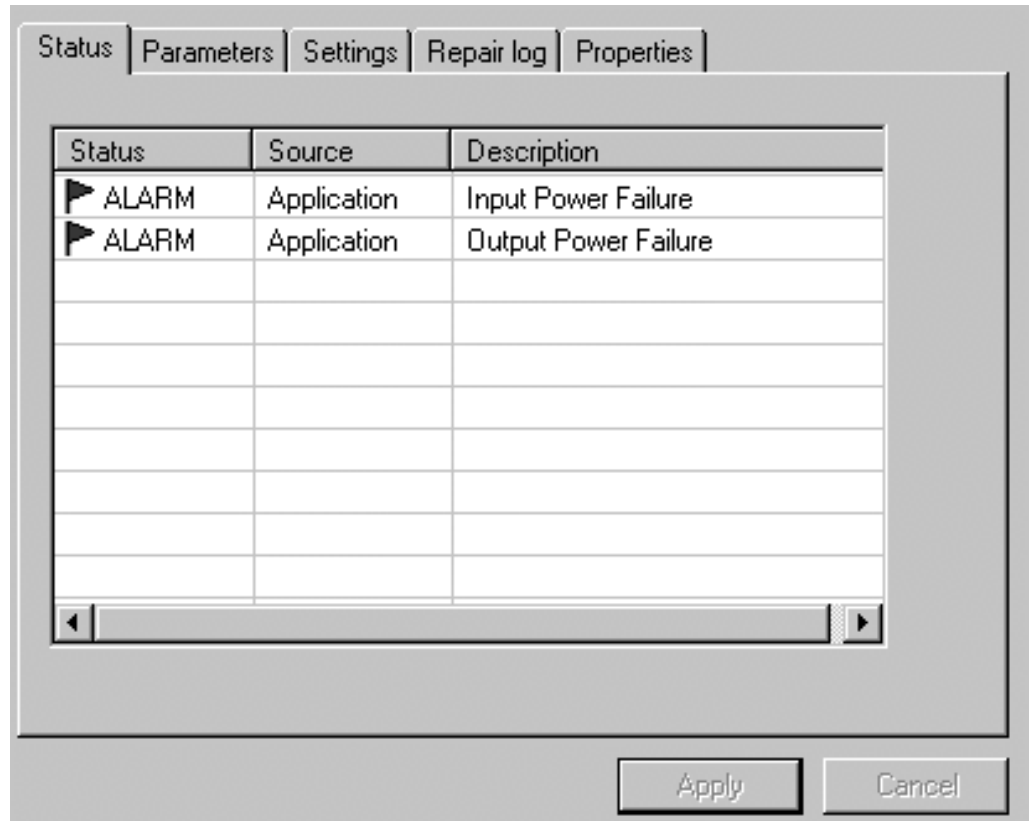 Status Parameters Settings Repair log Properties
Status Source Description
ALARM Application Input Power Failure
ALARM Application Output Power Failure
Apply Cancel